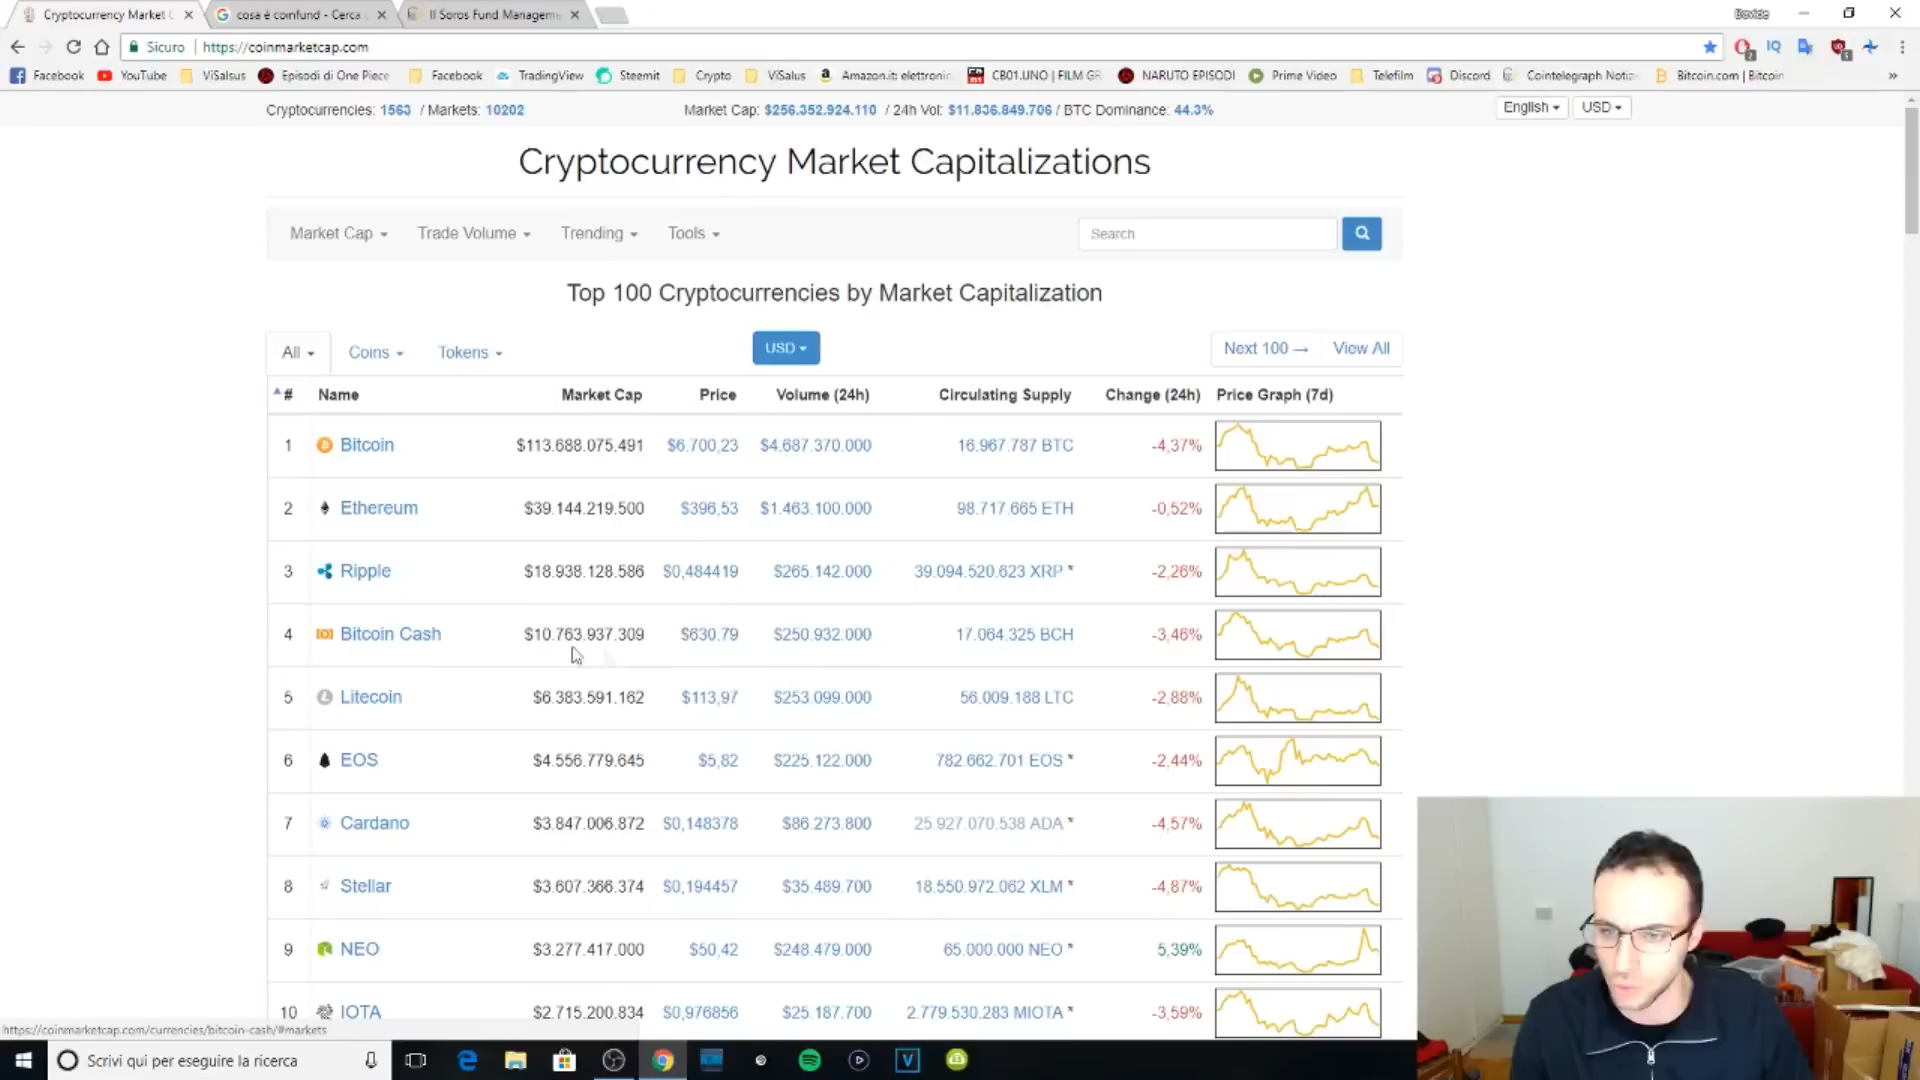 Cryptocurrency Market C
cosa è coinfund - Cerca
Il Soros Fund Manageme
Davide
Sicuro https://coinmarketcap.com
Facebook YouTube ViSalsus Episodi di One Piece Facebook TradingView Steemit Crypto ViSalus Amazon.it: elettronic CB01.UNO | FILM GR NARUTO EPISODI Prime Video Telefilm Discord Cointelegraph Notiz Bitcoin.com | Bitcoin »
Cryptocurrencies: 1563 / Markets: 10202 Market Cap: $256.352.924.110 / 24h Vol: $11.836.849.706 / BTC Dominance: 44.3% English USD
Cryptocurrency Market Capitalizations
Market Cap Trade Volume Trending Tools Search
Top 100 Cryptocurrencies by Market Capitalization
All Coins Tokens USD Next 100 → View All
# Name Market Cap Price Volume (24h) Circulating Supply Change (24h) Price Graph (7d)
1 Bitcoin $113.688.075.491 $6.700,23 $4.687.370.000 16.967.787 BTC -4,37%
2 Ethereum $39.144.219.500 $396,53 $1.463.100.000 98.717.665 ETH -0,52%
3 Ripple $18.938.128.586 $0,484419 $265.142.000 39.094.520.623 XRP * -2,26%
4 Bitcoin Cash $10.763.937.309 $630.79 $250.932.000 17.064.325 BCH -3,46%
5 Litecoin $6.383.591.162 $113,97 $253.099.000 56.009.188 LTC -2,88%
6 EOS $4.556.779.645 $5,82 $225.122.000 782.662.701 EOS * -2,44%
7 Cardano $3.847.006.872 $0,148378 $86.273.800 25.927.070.538 ADA * -4,57%
8 Stellar $3.607.366.374 $0,194457 $35.489.700 18.550.972.062 XLM * -4,87%
9 NEO $3.277.417.000 $50,42 $248.479.000 65.000.000 NEO * 5,39%
10 IOTA $2.715.200.834 $0,976856 $25.187.700 2.779.530.283 MIOTA * -3,59%
https://coinmarketcap.com/currencies/bitcoin-cash/#markets
Scrivi qui per eseguire la ricerca